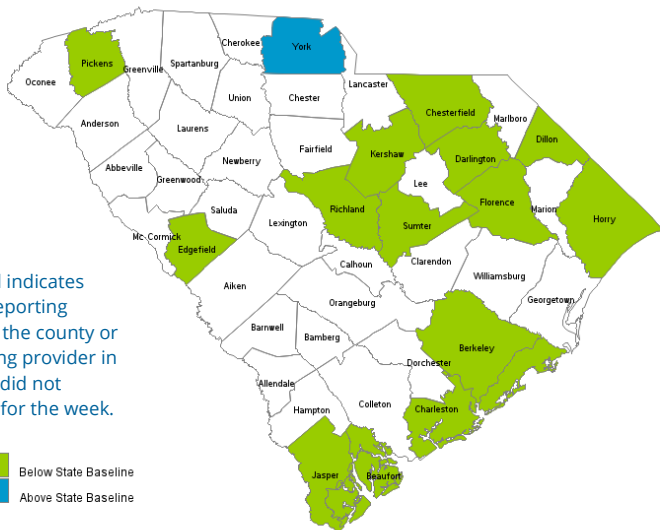 Cherokee
York
Pickens
Greenville
Spartanburg
Oconee
Lancaster
Union
Chester
Anderson
Chesterfield
Marlboro
Laurens
Dillon
Fairfield
Kershaw
Darlington
Newberry
Abbeville
Greenwood
Lee
Saluda
Richland
Florence
Marion
Horry
Lexington
Sumter
Mc Cormick
Edgefield
Calhoun
Clarendon
Williamsburg
Aiken
Orangeburg
Georgetown
Barnwell
Bamberg
Berkeley
Dorchester
Allendale
Hampton
Colleton
Charleston
Jasper
Beaufort
indicates
eporting
the county or
ng provider in
did not
for the week.
Below State Baseline
Above State Baseline